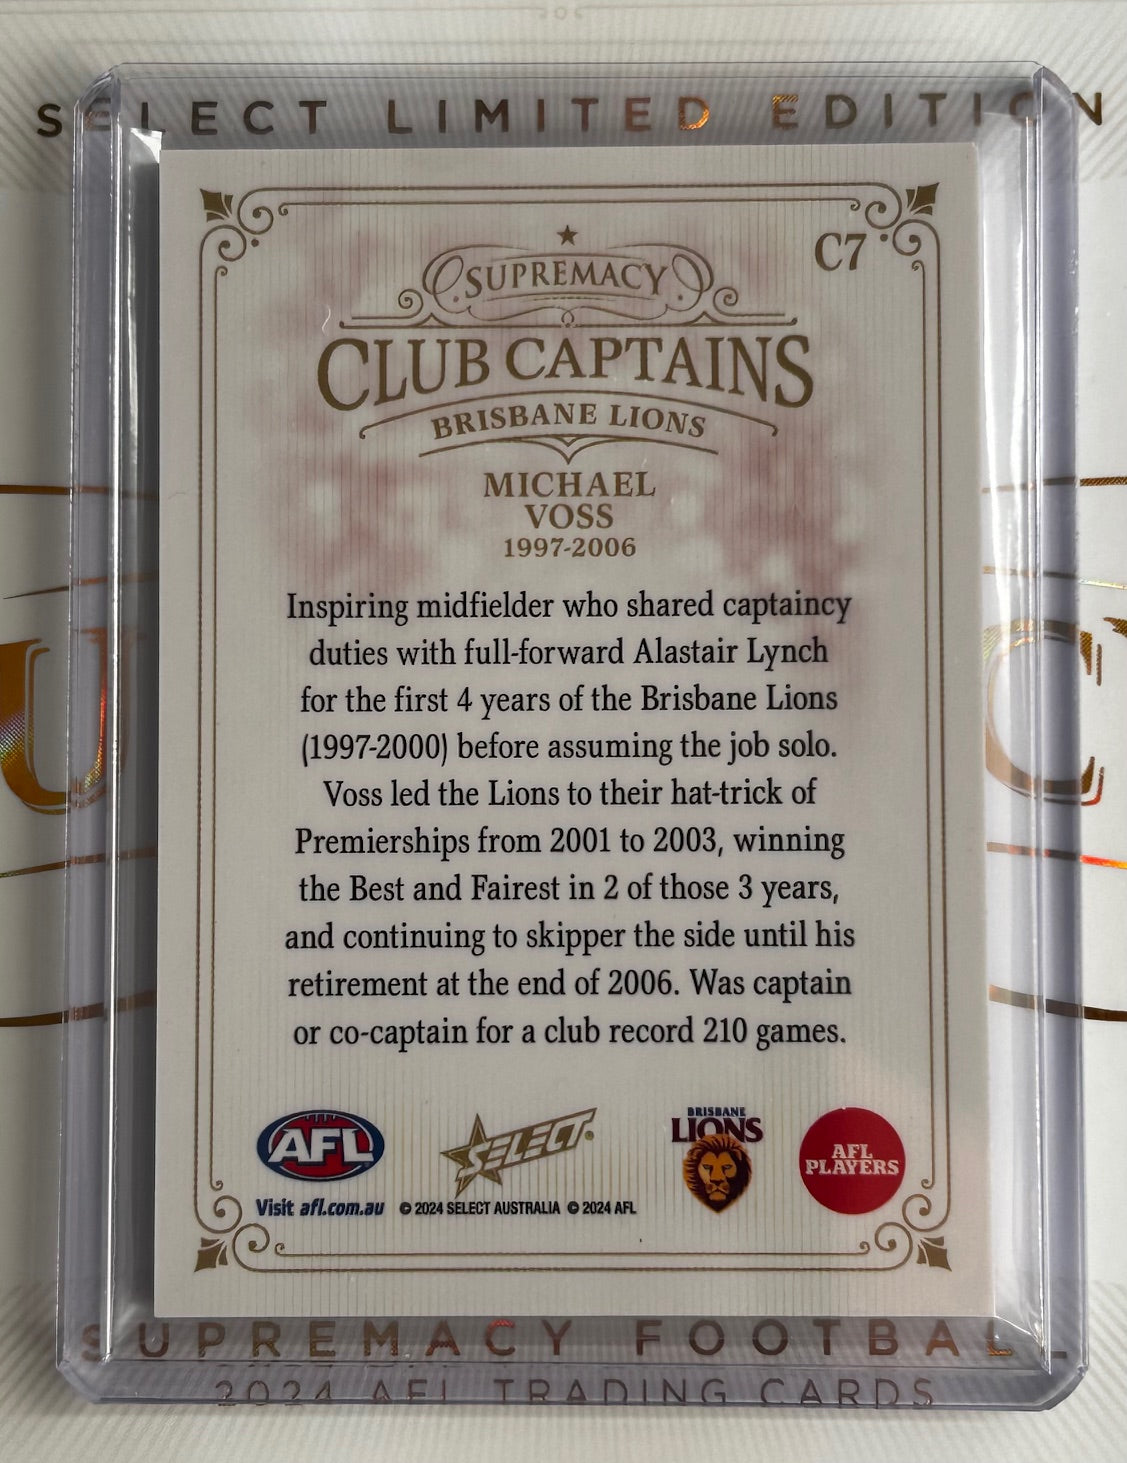 SELECT LIMITED EDITION
C7
SUPREMACY
CLUB CAPTAINS
BRISBANE LIONS
MICHAEL
VOSS
1997-2006
Inspiring midfielder who shared captaincy
duties with full-forward Alastair Lynch
for the first 4 years of the Brisbane Lions
(1997-2000) before assuming the job solo.
Voss led the Lions to their hat-trick of
Premierships from 2001 to 2003, winning
the Best and Fairest in 2 of those 3 years,
and continuing to skipper the side until his
retirement at the end of 2006. Was captain
or co-captain for a club record 210 games.
AFL
Visit afl.com.au
SELECT
© 2024 SELECT AUSTRALIA © 2024 AFL
BRISBANE
LIONS
AFL
PLAYERS
SUPREMACY FOOTBALL
2024 AFL TRADING CARDS